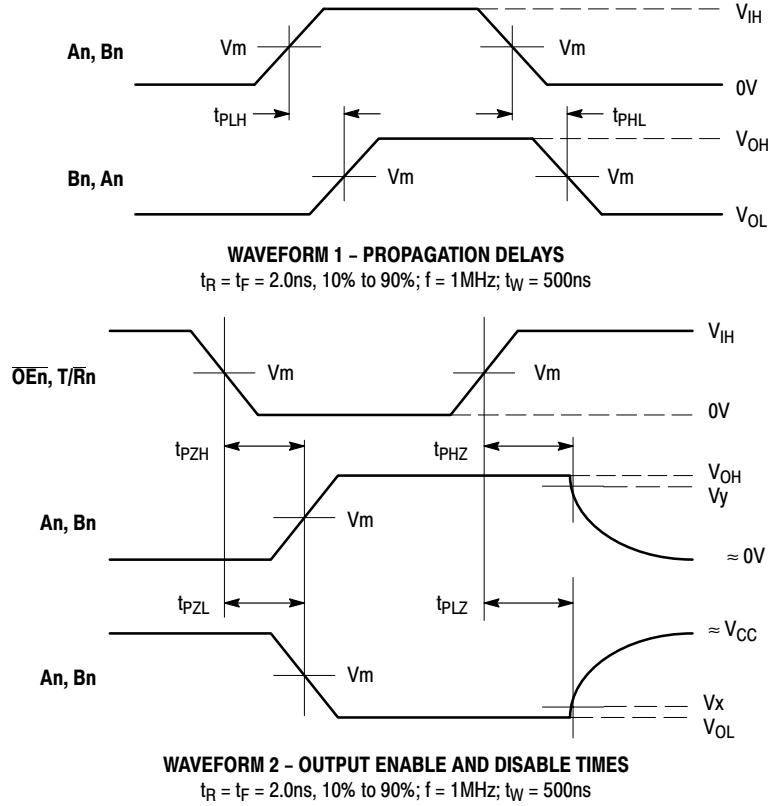 V_IH
An, Bn Vm Vm
0V
t_PLH t_PHL
V_OH
Bn, An Vm Vm
V_OL
WAVEFORM 1 – PROPAGATION DELAYS
t_R = t_F = 2.0ns, 10% to 90%; f = 1MHz; t_W = 500ns
V_IH
O̅E̅n̅, T/R̅n Vm Vm
0V
t_PZH t_PHZ
V_OH
Vy
An, Bn Vm
≈ 0V
t_PZL t_PLZ
≈ V_CC
An, Bn Vm
Vx
V_OL
WAVEFORM 2 – OUTPUT ENABLE AND DISABLE TIMES
t_R = t_F = 2.0ns, 10% to 90%; f = 1MHz; t_W = 500ns